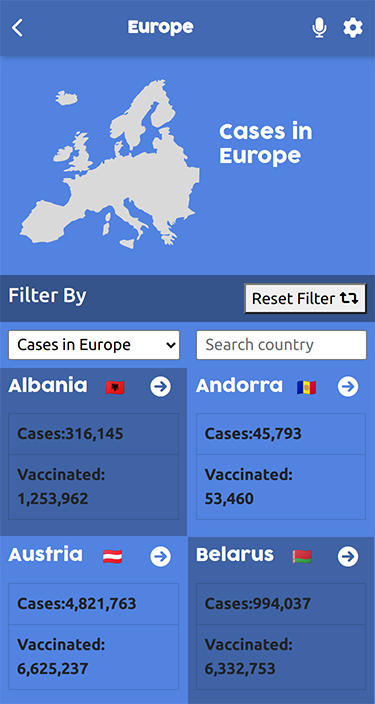 Europe
Cases in
Europe
Filter By
Reset Filter
Cases in Europe
Search country
Albania
Andorra
Cases:316,145
Cases:45,793
Vaccinated:
1,253,962
Vaccinated:
53,460
Austria
Belarus
Cases:4,821,763
Cases:994,037
Vaccinated:
6,625,237
Vaccinated:
6,332,753